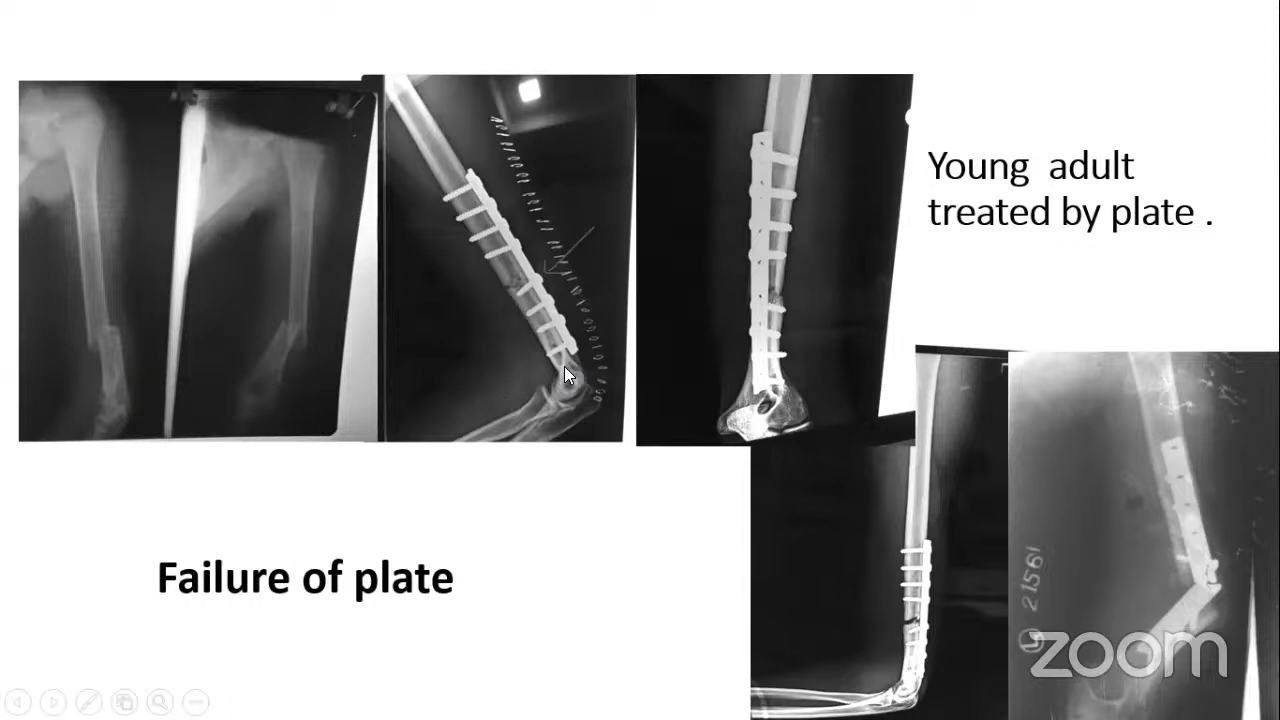 Young adult
treated by plate .
Failure of plate
L 21561
zoom